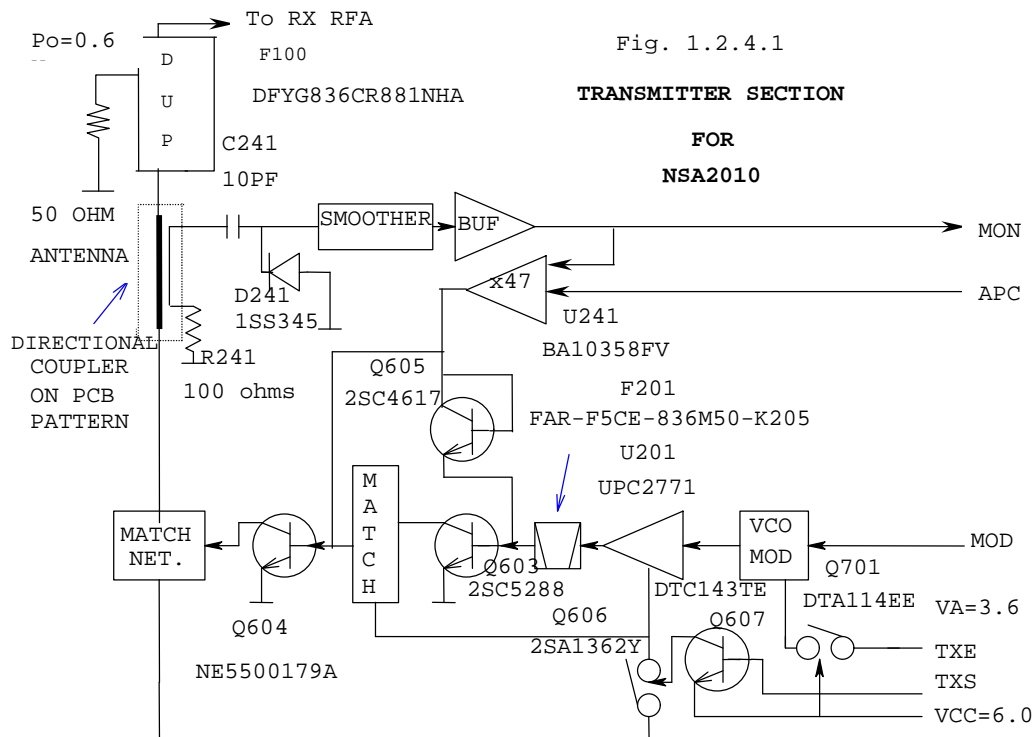 To RX RFA
Po=0.6
Fig. 1.2.4.1
D
U
P
F100
DFYG836CR881NHA
TRANSMITTER SECTION
FOR
NSA2010
C241
10PF
50 OHM
ANTENNA
SMOOTHER
BUF
MON
x47
APC
D241
1SS345
U241
BA10358FV
DIRECTIONAL
COUPLER
ON PCB
PATTERN
R241
100 ohms
Q605
2SC4617
F201
FAR-F5CE-836M50-K205
U201
UPC2771
MATCH
NET.
M
A
T
C
H
VCO
MOD
MOD
Q603
2SC5288
DTC143TE
Q701
DTA114EE
VA=3.6
Q604
NE5500179A
Q606
2SA1362Y
Q607
TXE
TXS
VCC=6.0